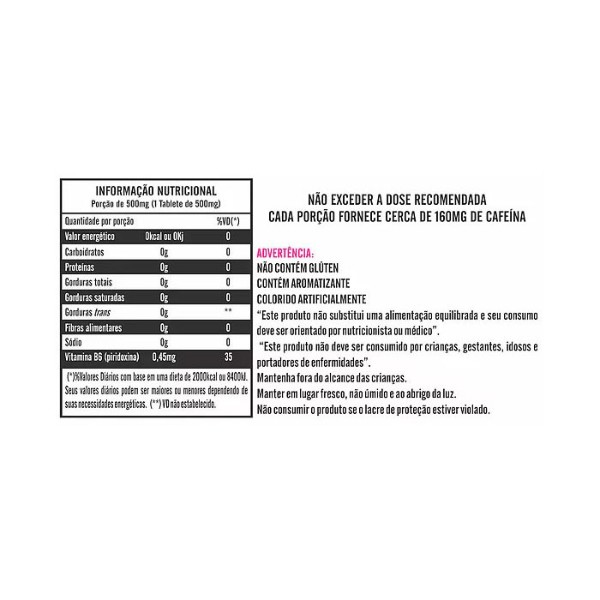 INFORMAÇÃO NUTRICIONAL
Porção de 500mg (1 Tablete de 500mg)
Quantidade por porção %VD(*)
Valor energético 0kcal ou 0Kj 0
Carboidratos 0g 0
Proteínas 0g 0
Gorduras totais 0g 0
Gorduras saturadas 0g 0
Gorduras trans 0g **
Fibras alimentares 0g 0
Sódio 0g 0
Vitamina B6 (piridoxina) 0,45mg 35
(*)%Valores Diários com base em uma dieta de 2000kcal ou 8400kJ.
Seus valores diários podem ser maiores ou menores dependendo de
suas necessidades energéticas. (**) VD não estabelecido.
NÃO EXCEDER A DOSE RECOMENDADA
CADA PORÇÃO FORNECE CERCA DE 160MG DE CAFEÍNA
ADVERTÊNCIA:
NÃO CONTÉM GLÚTEN
CONTÉM AROMATIZANTE
COLORIDO ARTIFICIALMENTE
“Este produto não substitui uma alimentação equilibrada e seu consumo
deve ser orientado por nutricionista ou médico”.
“Este produto não deve ser consumido por crianças, gestantes, idosos e
portadores de enfermidades”.
Mantenha fora do alcance das crianças.
Manter em lugar fresco, não úmido e ao abrigo da luz.
Não consumir o produto se o lacre de proteção estiver violado.